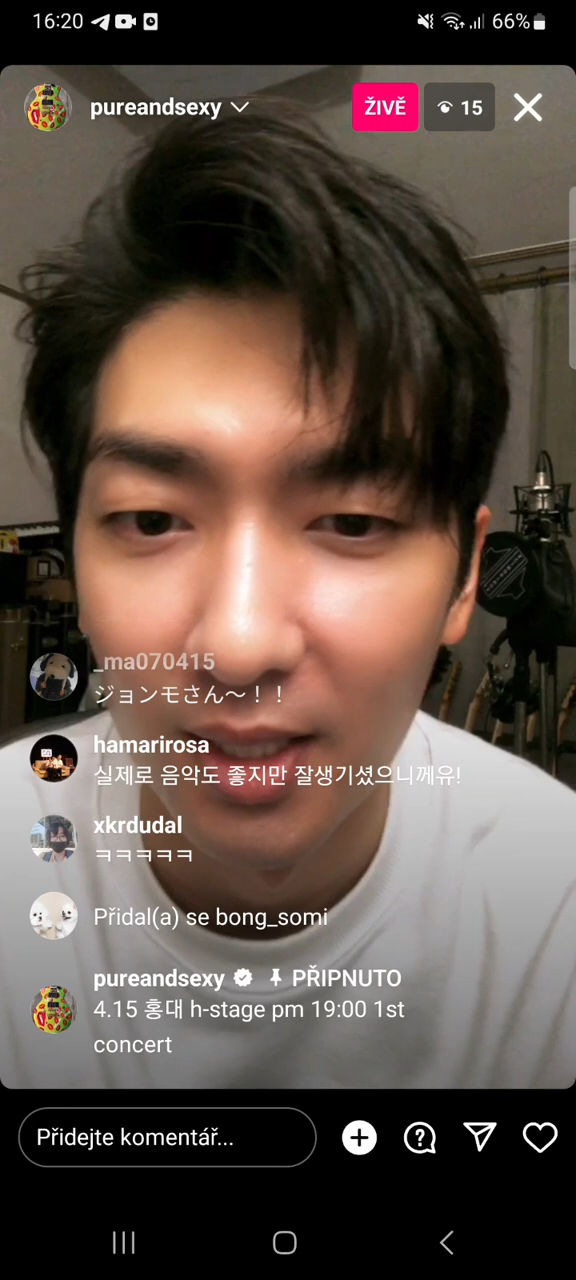 16:20
66%
pureandsexy
ŽIVĚ
15
_ma070415
ジョンモさん〜！！
hamarirosa
실제로 음악도 좋지만 잘생기셨으니께유!
xkrdudal
ㅋㅋㅋㅋㅋ
Přidal(a) se bong_somi
pureandsexy PŘIPNUTO
4.15 홍대 h-stage pm 19:00 1st
concert
Přidejte komentář...